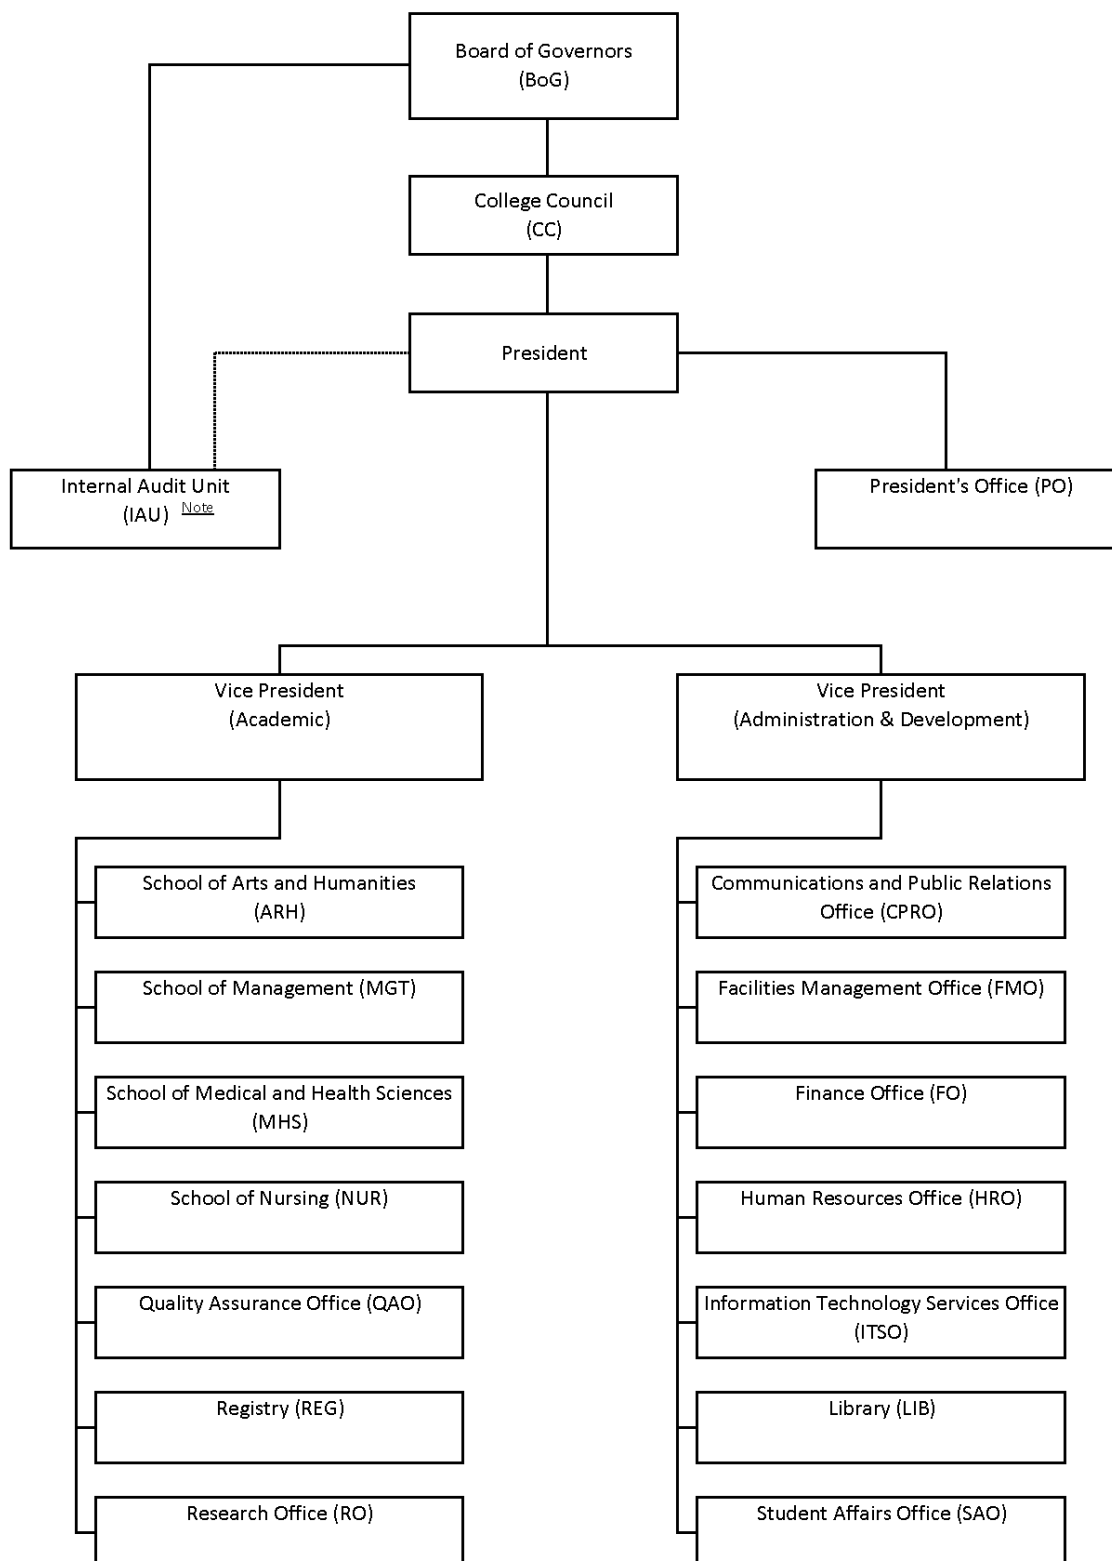 Board of Governors
(BoG)
College Council
(CC)
President
Internal Audit Unit
(IAU) Note
President's Office (PO)
Vice President
(Academic)
Vice President
(Administration & Development)
School of Arts and Humanities
(ARH)
School of Management (MGT)
School of Medical and Health Sciences
(MHS)
School of Nursing (NUR)
Quality Assurance Office (QAO)
Registry (REG)
Research Office (RO)
Communications and Public Relations
Office (CPRO)
Facilities Management Office (FMO)
Finance Office (FO)
Human Resources Office (HRO)
Information Technology Services Office
(ITSO)
Library (LIB)
Student Affairs Office (SAO)